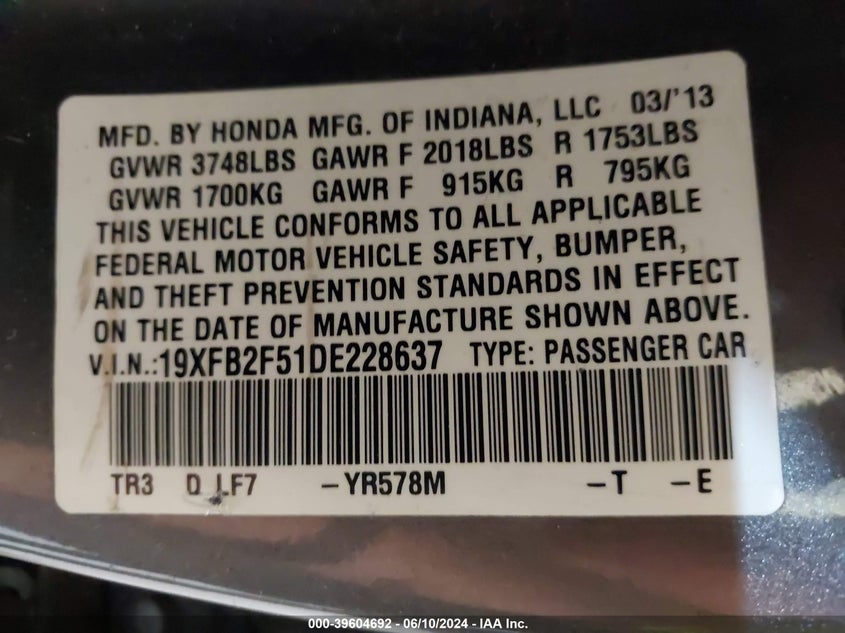 MFD. BY HONDA MFG. OF INDIANA, LLC 03/'13
GVWR 3748LBS GAWR F 2018LBS R 1753LBS
GVWR 1700KG GAWR F 915KG R 795KG
THIS VEHICLE CONFORMS TO ALL APPLICABLE
FEDERAL MOTOR VEHICLE SAFETY, BUMPER,
AND THEFT PREVENTION STANDARDS IN EFFECT
ON THE DATE OF MANUFACTURE SHOWN ABOVE.
V.I.N.:19XFB2F51DE228637 TYPE: PASSENGER CAR
TR3 D LF7 -YR578M -T -E
000-39604692 - 06/10/2024 - IAA Inc.